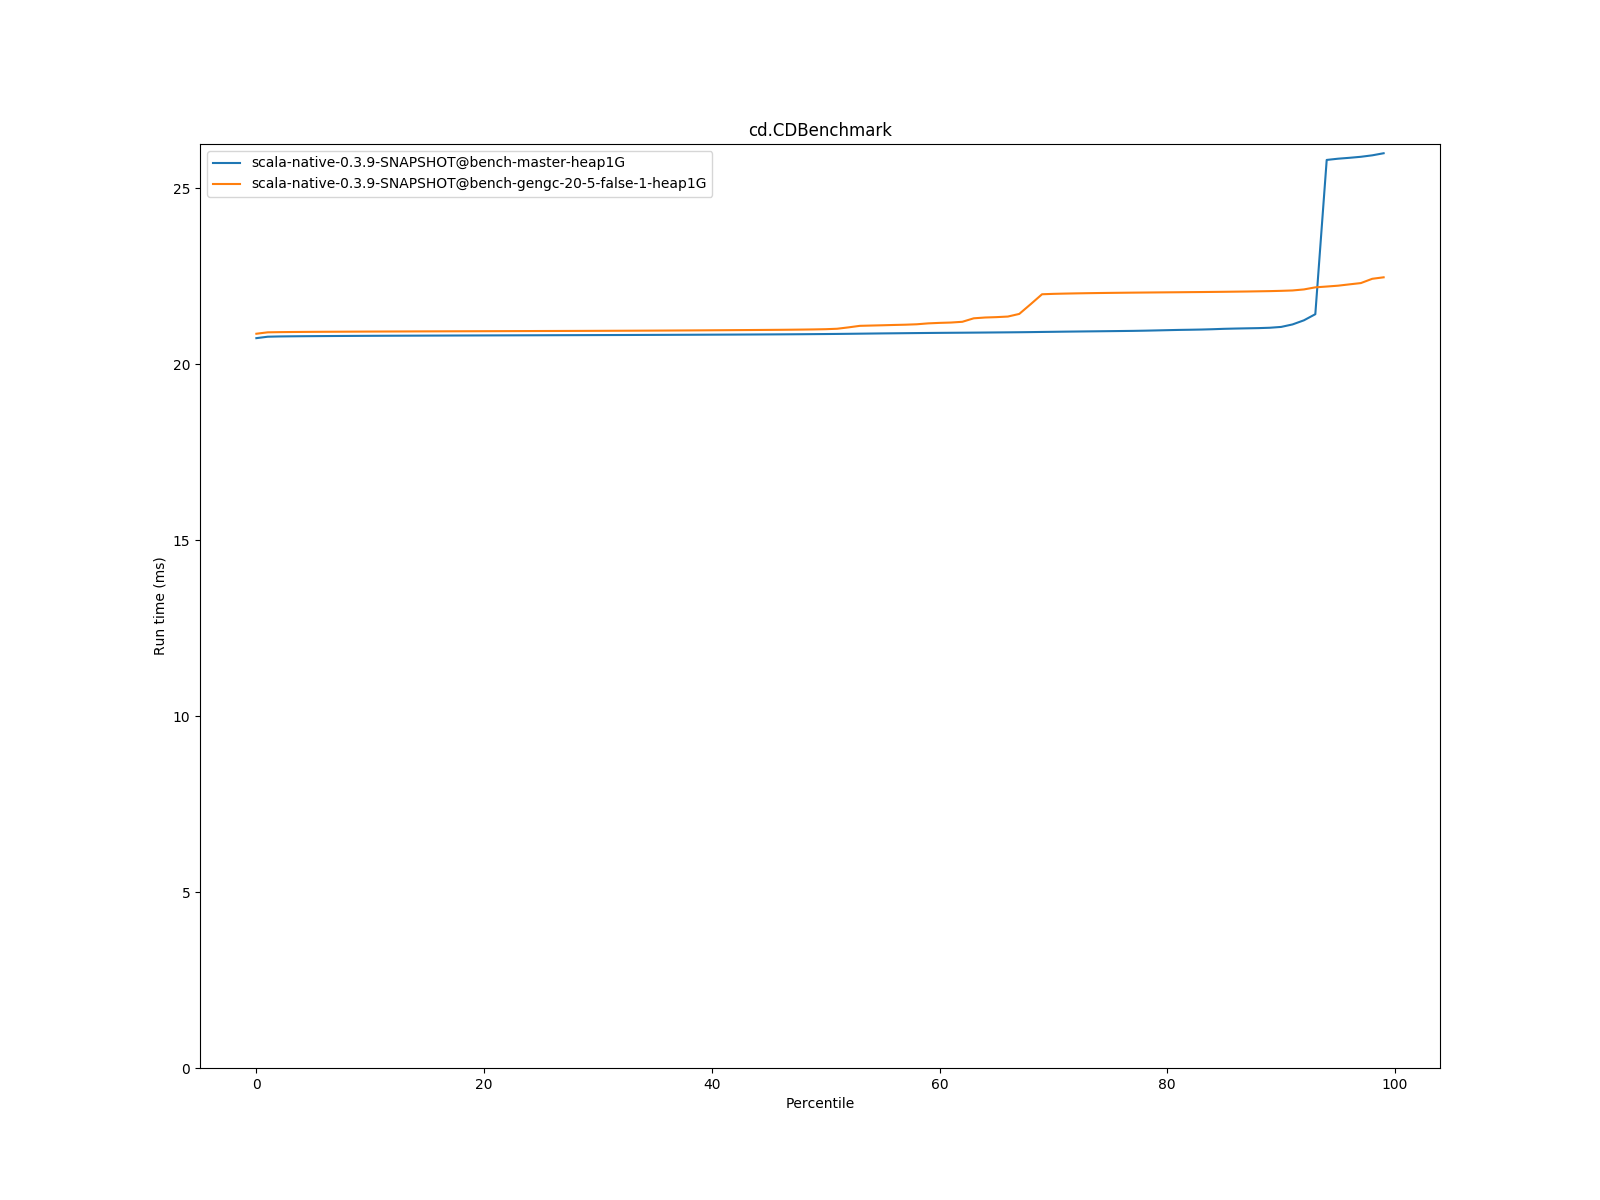 cd.CDBenchmark
scala-native-0.3.9-SNAPSHOT@bench-master-heap1G
scala-native-0.3.9-SNAPSHOT@bench-gengc-20-5-false-1-heap1G
25
20
15
10
5
0
Run time (ms)
0 20 40 60 80 100
Percentile